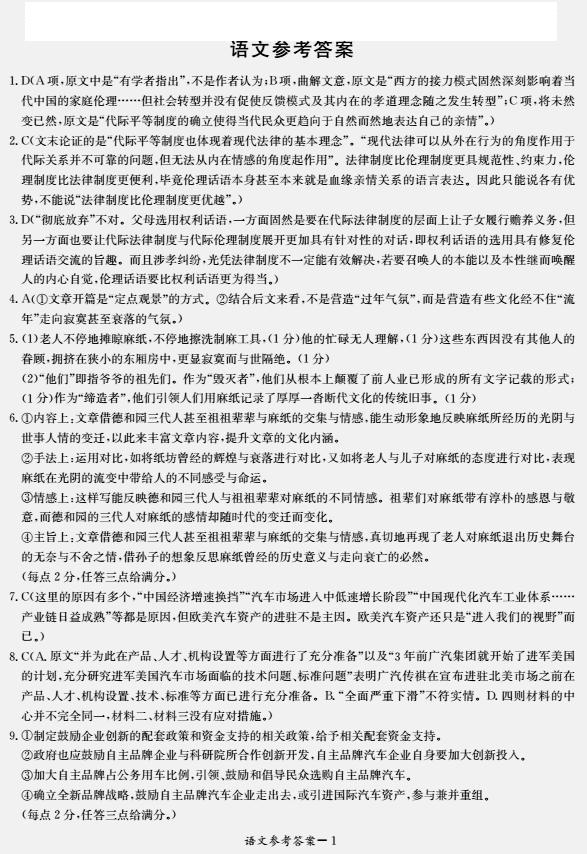 语文参考答案
1. D(A项,原文中是“有学者指出”,不是作者认为;B项,曲解文意,原文是“西方的接力模式固然深刻影响着当
代中国的家庭伦理……但社会转型并没有促使反馈模式及其内在的孝道理念随之发生转型”;C项,将未然
变已然,原文是“代际平等制度的确立使得当代民众更趋向于自然而然地表达自己的亲情”。)
2. C(文末论证的是“代际平等制度也体现着现代法律的基本理念”。“现代法律可以从外在行为的角度作用于
代际关系并不可靠的问题,但无法从内在情感的角度起作用”。法律制度比伦理制度更具规范性、约束力,伦
理制度比法律制度更便利,毕竟伦理话语本身甚至本来就是血缘亲情关系的语言表达。因此只能说各有优
势,不能说“法律制度比伦理制度更优越”。)
3. D(“彻底放弃”不对。父母选用权利话语,一方面固然是要在代际法律制度的层面上让子女履行赡养义务,但
另一方面也要让代际法律制度与代际伦理制度展开更加具有针对性的对话,即权利话语的选用具有修复伦
理话语交流的旨趣。而且涉孝纠纷,光凭法律制度不一定能有效解决,若要召唤人的本能以及本性继而唤醒
人的内心自觉,伦理话语要比权利话语更为得当。)
4. A(①文章开篇是“定点观景”的方式。②结合后文来看,不是营造“过年气氛”,而是营造有些文化经不住“流
年”走向寂寞甚至衰落的气氛。)
5. (1)老人不停地摊晾麻纸,不停地擦洗制麻工具,(1分)他的忙碌无人理解,(1分)这些东西因没有其他人的
眷顾,拥挤在狭小的东厢房中,更显寂寞而与世隔绝。(1分)
(2)“他们”即指爷爷的祖先们。作为“毁灭者”,他们从根本上颠覆了前人业已形成的所有文字记载的形式;
(1分)作为“缔造者”,他们引领人们用麻纸记录了厚厚一沓断代文化的传统旧事。(1分)
6. ①内容上:文章借德和园三代人甚至祖祖辈辈与麻纸的交集与情感,能生动形象地反映麻纸所经历的光阴与
世事人情的变迁,以此来丰富文章内容,提升文章的文化内涵。
②手法上:运用对比,如将纸坊曾经的辉煌与衰落进行对比,又如将老人与儿子对麻纸的态度进行对比,表现
麻纸在光阴的流变中带给人的不同感受与命运。
③情感上:这样写能反映德和园三代人与祖祖辈辈对麻纸的不同情感。祖辈们对麻纸带有淳朴的感恩与敬
意,而德和园的三代人对麻纸的感情却随时代的变迁而变化。
④主旨上:文章借德和园三代人甚至祖祖辈辈与麻纸的交集与情感,真切地再现了老人对麻纸退出历史舞台
的无奈与不舍之情,借孙子的想象反思麻纸曾经的历史意义与走向衰亡的必然。
(每点2分,任答三点给满分。)
7. C(这里的原因有多个,“中国经济增速换挡”“汽车市场进入中低速增长阶段”“中国现代化汽车工业体系……
产业链日益成熟”等都是原因,但欧美汽车资产的进驻不是主因。欧美汽车资产还只是“进入我们的视野”而
已。)
8. C(A. 原文“并为此在产品、人才、机构设置等方面进行了充分准备”以及“3年前广汽集团就开始了进军美国
的计划,充分研究进军美国汽车市场面临的技术问题、标准问题”表明广汽传祺在宣布进驻北美市场之前在
产品、人才、机构设置、技术、标准等方面已进行充分准备。B.“全面严重下滑”不符实情。D. 四则材料的中
心并不完全同一,材料二、材料三没有应对措施。)
9. ①制定鼓励企业创新的配套政策和资金支持的相关政策,给予相关配套资金支持。
②政府也应鼓励自主品牌企业与科研院所合作创新开发,自主品牌汽车企业自身要加大创新投入。
③加大自主品牌占公务用车比例,引领、鼓励和倡导民众选购自主品牌汽车。
④确立全新品牌战略,鼓励自主品牌汽车企业走出去,或引进国际汽车资产,参与兼并重组。
(每点2分,任答三点给满分。)
语文参考答案一1